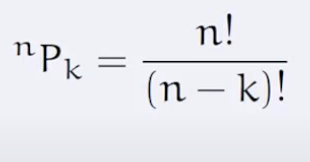 ⁿPₖ = n! / (n − k)!